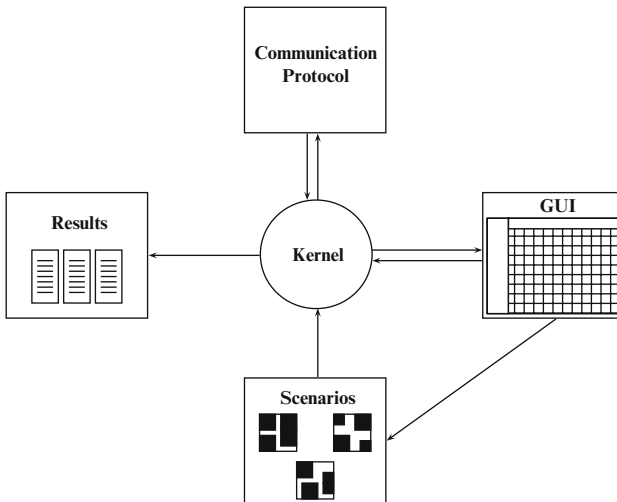 Communication
Protocol
Results
Kernel
GUI
Scenarios